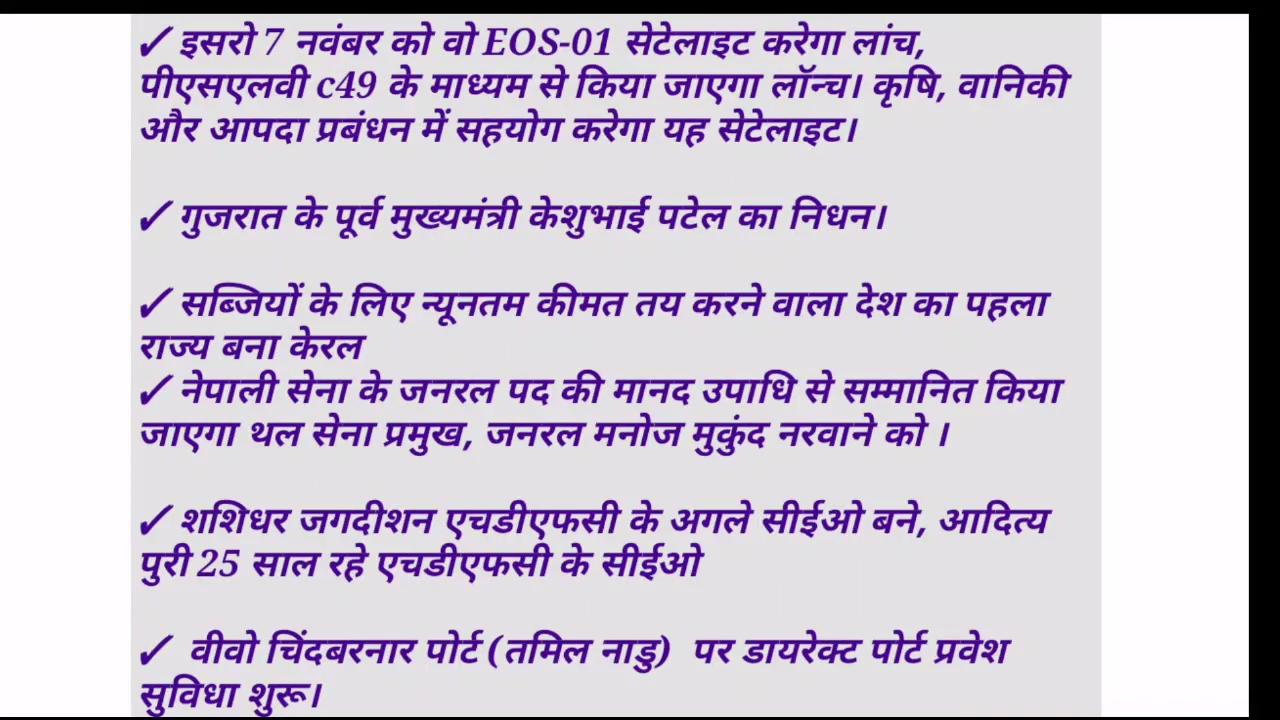 ✓ इसरो 7 नवंबर को वो EOS-01 सेटेलाइट करेगा लांच,
पीएसएलवी c49 के माध्यम से किया जाएगा लॉन्च। कृषि, वानिकी
और आपदा प्रबंधन में सहयोग करेगा यह सेटेलाइट।
✓ गुजरात के पूर्व मुख्यमंत्री केशुभाई पटेल का निधन।
✓ सब्जियों के लिए न्यूनतम कीमत तय करने वाला देश का पहला
राज्य बना केरल
✓ नेपाली सेना के जनरल पद की मानद उपाधि से सम्मानित किया
जाएगा थल सेना प्रमुख, जनरल मनोज मुकुंद नरवाने को ।
✓ शशिधर जगदीशन एचडीएफसी के अगले सीईओ बने, आदित्य
पुरी 25 साल रहे एचडीएफसी के सीईओ
✓ वीवो चिंदबरनार पोर्ट (तमिल नाडु) पर डायरेक्ट पोर्ट प्रवेश
सुविधा शुरू।